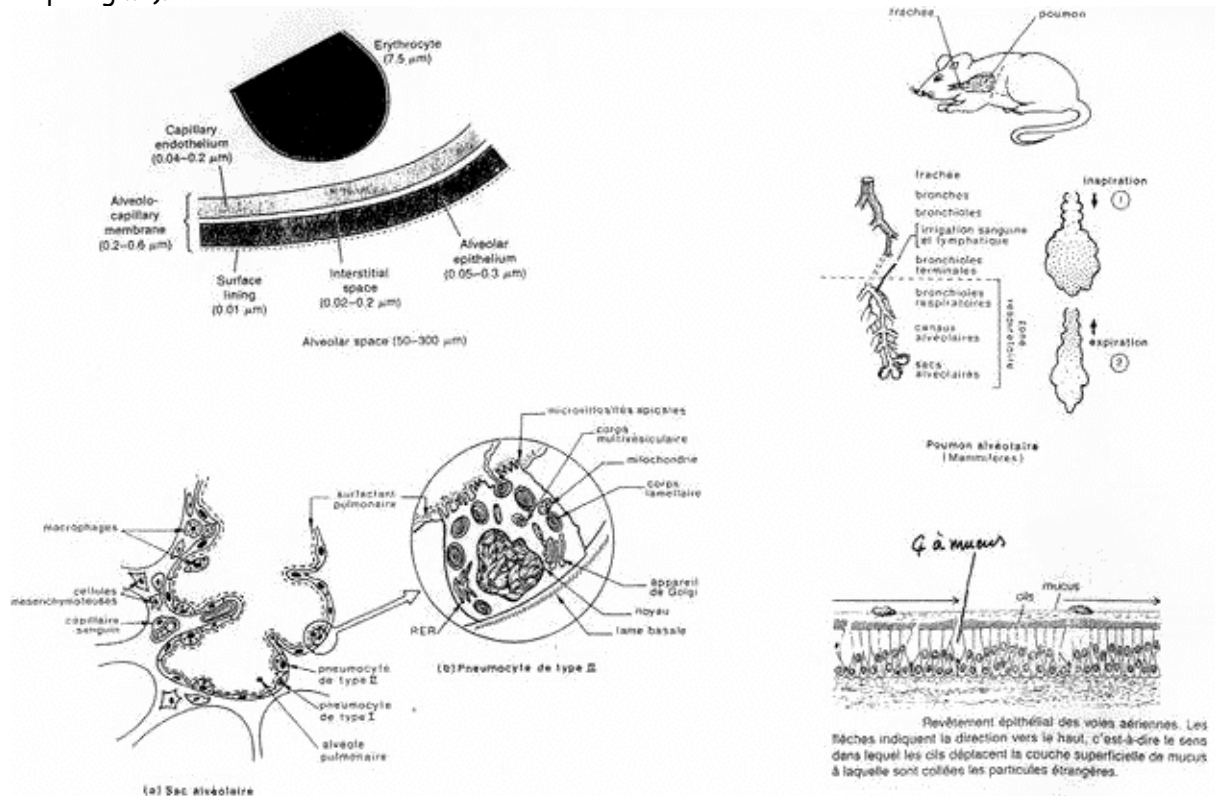 Erythrocyte
(7.5 μm)
Capillary
endothelium
(0.04–0.2 μm)
Alveolo-
capillary
membrane
(0.2–0.6 μm)
Surface
lining
(0.01 μm)
Interstitial
space
(0.02–0.2 μm)
Alveolar
epithelium
(0.05–0.3 μm)
Alveolar space (50–300 μm)
trachée
poumon
trachée
bronches
bronchioles
irrigation sanguine
et lymphatique
bronchioles
terminales
bronchioles
respiratoires
canaux
alvéolaires
sacs
alvéolaires
zone
respiratoire
inspiration
1
expiration
2
Poumon alvéolaire
(Mammifères)
macrophages
cellules
mesenchymateuses
capillaire
sanguin
surfactant
pulmonaire
pneumocyte
de type II
pneumocyte
de type I
alvéole
pulmonaire
(a) Sac alvéolaire
microvillosités apicales
corps
multivésiculaire
mitochondrie
corps
lamellaire
appareil
de Golgi
noyau
lame basale
RER
(b) Pneumocyte de type II
à mucus
mucus
cils
Revêtement épithélial des voies aériennes. Les
flèches indiquent la direction vers le haut, c'est-à-dire le sens
dans lequel les cils déplacent la couche superficielle de mucus
à laquelle sont collées les particules étrangères.